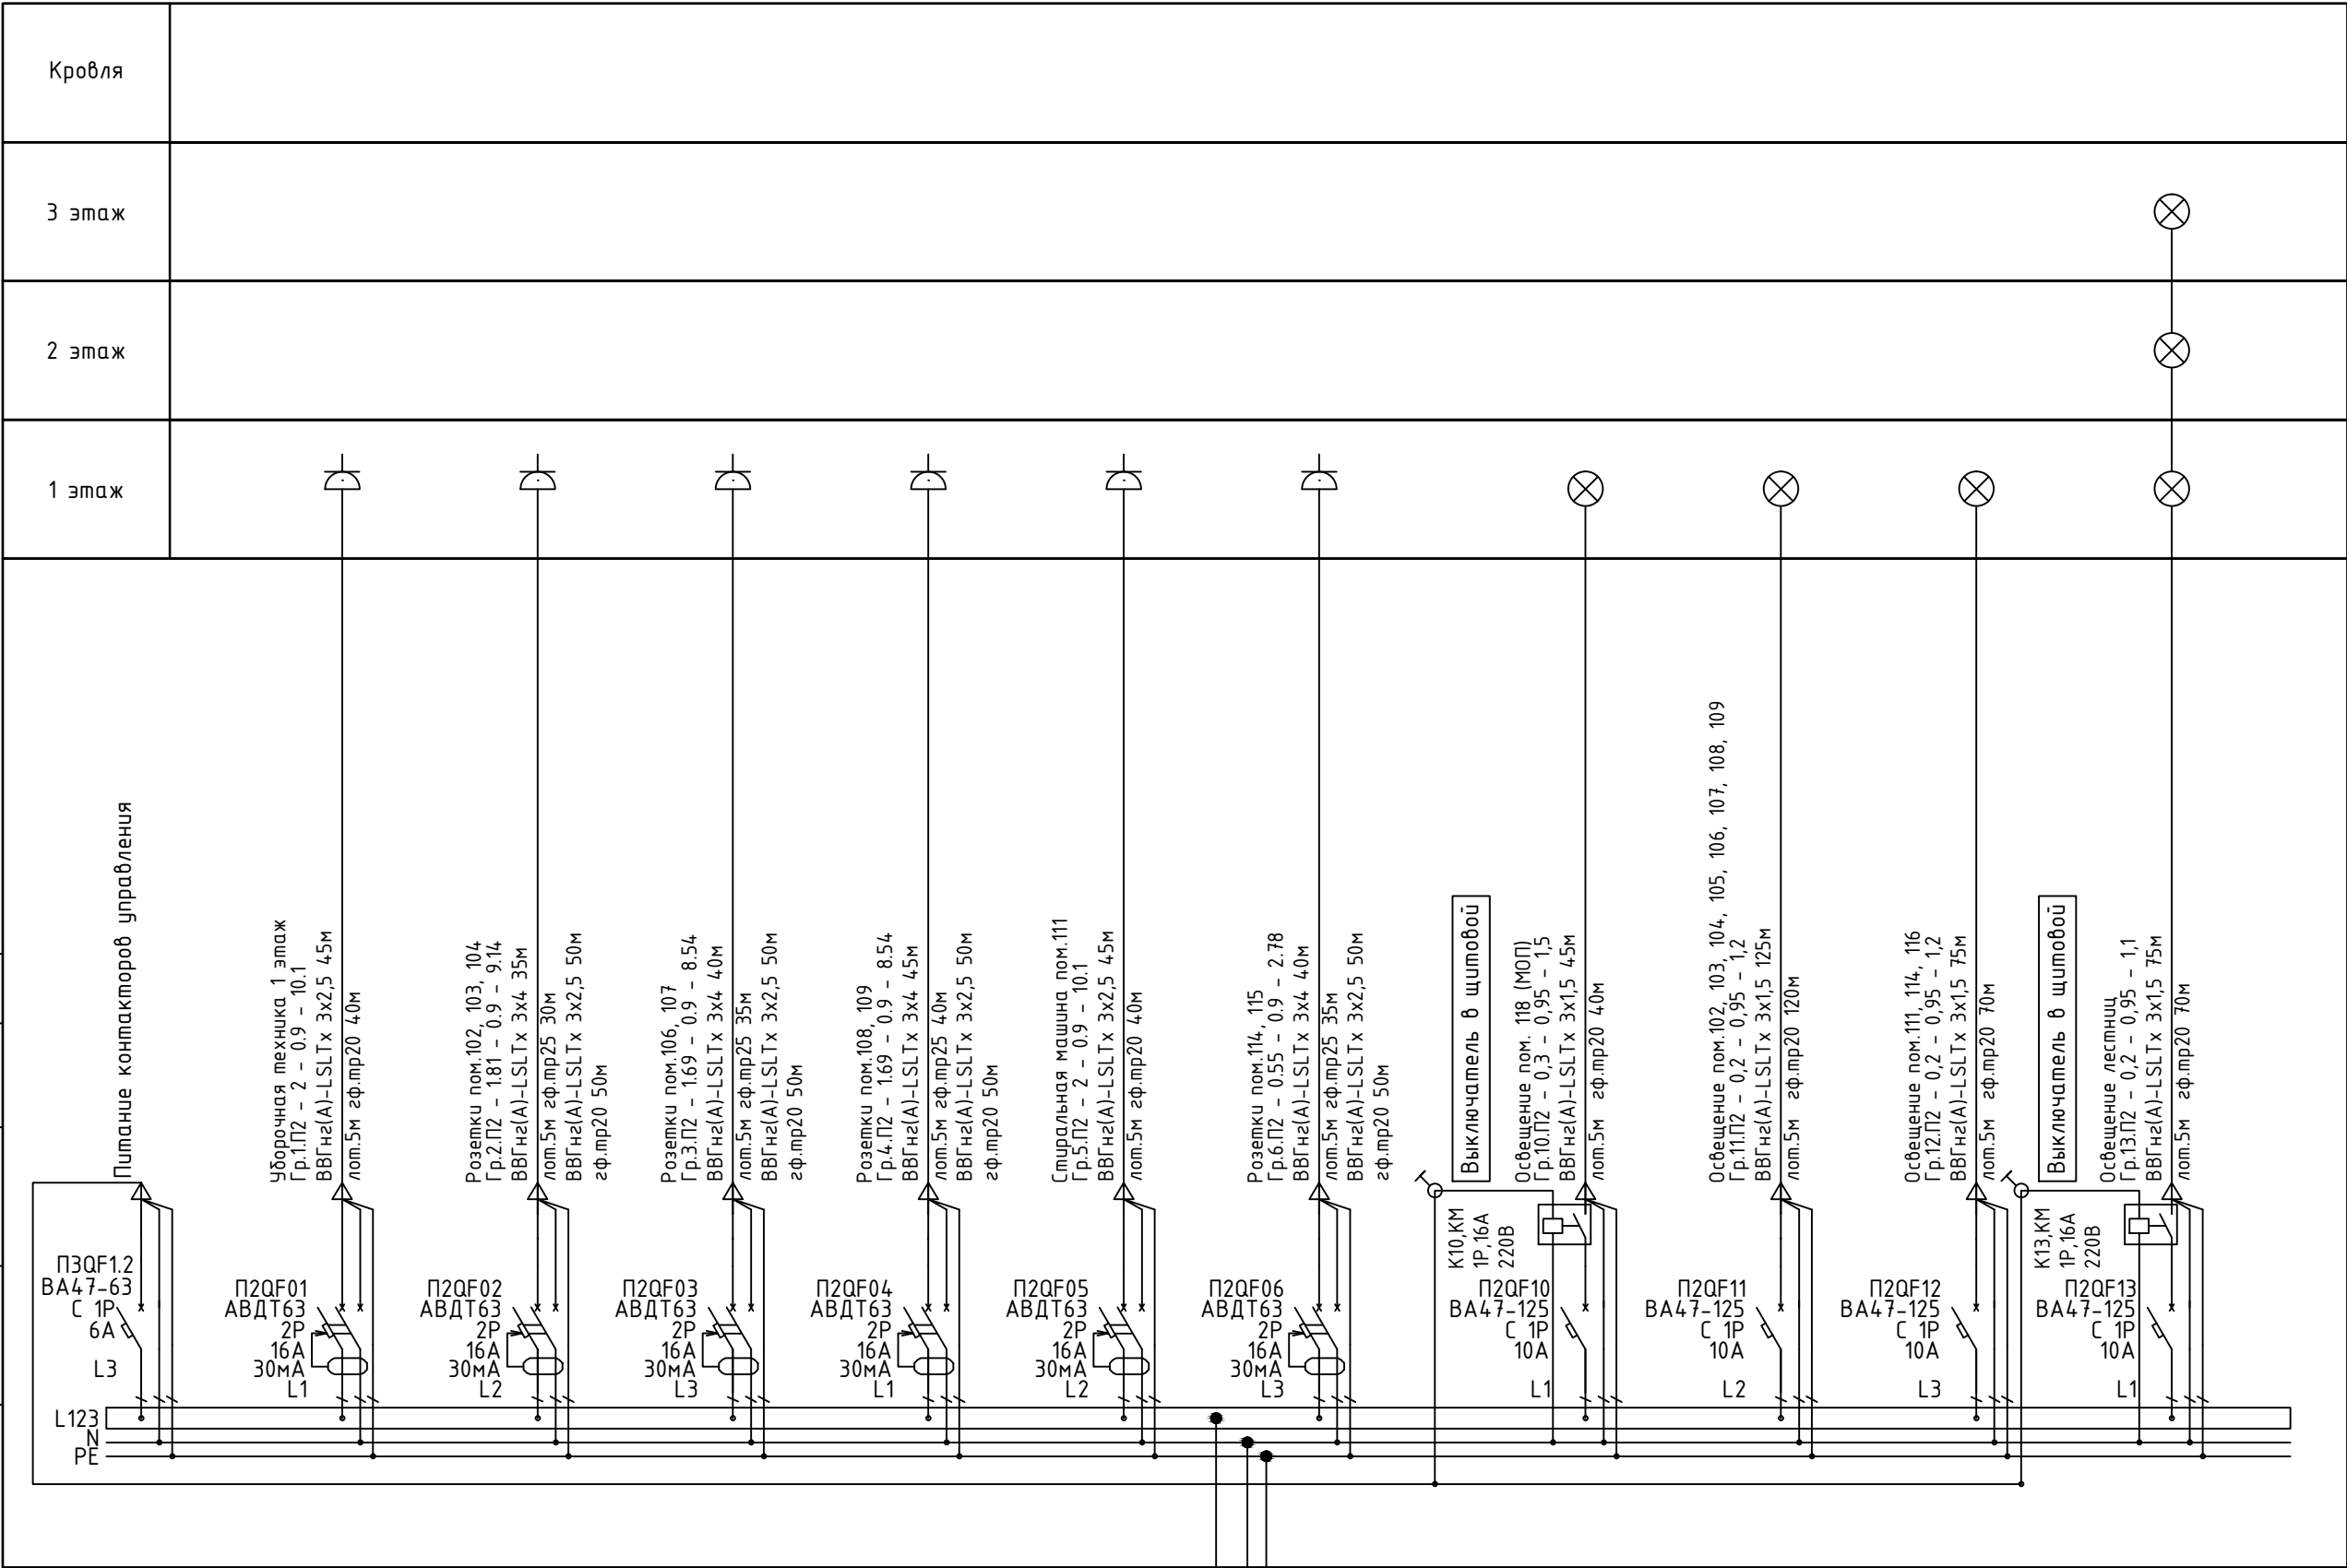 Кровля
3 этаж
2 этаж
1 этаж
Питание контакторов управления
П3QF1.2
ВА47-63
С 1Р
6А
L3
Уборочная техника 1 этаж
Гр.1.П2 - 2 - 0.9 - 10.1
ВВГнг(А)-LSLTx 3х2,5 45м
лот.5м гф.тр20 40м
П2QF01
АВДТ63
2Р
16А
30мА
L1
Розетки пом.102, 103, 104
Гр.2.П2 - 1.81 - 0.9 - 9.14
ВВГнг(А)-LSLTx 3х4 35м
лот.5м гф.тр25 30м
ВВГнг(А)-LSLTx 3х2,5 50м
гф.тр20 50м
П2QF02
АВДТ63
2Р
16А
30мА
L2
Розетки пом.106, 107
Гр.3.П2 - 1.69 - 0.9 - 8.54
ВВГнг(А)-LSLTx 3х4 40м
лот.5м гф.тр25 35м
ВВГнг(А)-LSLTx 3х2,5 50м
гф.тр20 50м
П2QF03
АВДТ63
2Р
16А
30мА
L3
Розетки пом.108, 109
Гр.4.П2 - 1.69 - 0.9 - 8.54
ВВГнг(А)-LSLTx 3х4 45м
лот.5м гф.тр25 40м
ВВГнг(А)-LSLTx 3х2,5 50м
гф.тр20 50м
П2QF04
АВДТ63
2Р
16А
30мА
L1
Стиральная машина пом.111
Гр.5.П2 - 2 - 0.9 - 10.1
ВВГнг(А)-LSLTx 3х2,5 45м
лот.5м гф.тр20 40м
П2QF05
АВДТ63
2Р
16А
30мА
L2
Розетки пом.114, 115
Гр.6.П2 - 0.55 - 0.9 - 2.78
ВВГнг(А)-LSLTx 3х4 40м
лот.5м гф.тр25 35м
ВВГнг(А)-LSLTx 3х2,5 50м
гф.тр20 50м
П2QF06
АВДТ63
2Р
16А
30мА
L3
Выключатель в щитовой
К10,КМ
1Р,16А
220В
Освещение пом. 118 (МОП)
Гр.10.П2 - 0,3 - 0,95 - 1,5
ВВГнг(А)-LSLTx 3х1,5 45м
лот.5м гф.тр20 40м
П2QF10
ВА47-125
С 1Р
10А
L1
Освещение пом.102, 103, 104, 105, 106, 107, 108, 109
Гр.11.П2 - 0,2 - 0,95 - 1,2
ВВГнг(А)-LSLTx 3х1,5 125м
лот.5м гф.тр20 120м
П2QF11
ВА47-125
С 1Р
10А
L2
Освещение пом.111, 114, 116
Гр.12.П2 - 0,2 - 0,95 - 1,2
ВВГнг(А)-LSLTx 3х1,5 75м
лот.5м гф.тр20 70м
П2QF12
ВА47-125
С 1Р
10А
L3
Выключатель в щитовой
К13,КМ
1Р,16А
220В
Освещение лестниц
Гр.13.П2 - 0,2 - 0,95 - 1,1
ВВГнг(А)-LSLTx 3х1,5 75м
лот.5м гф.тр20 70м
П2QF13
ВА47-125
С 1Р
10А
L1
L123
N
PE